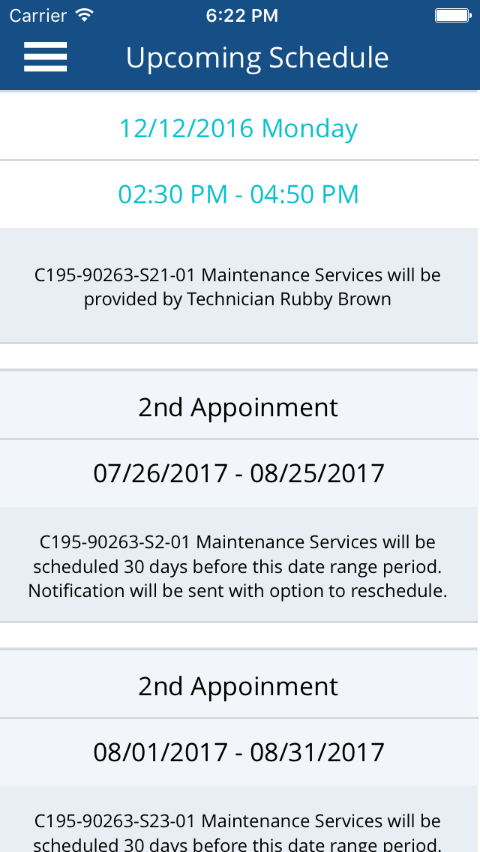 Carrier 6:22 PM
Upcoming Schedule
12/12/2016 Monday
02:30 PM - 04:50 PM
C195-90263-S21-01 Maintenance Services will be
provided by Technician Rubby Brown
2nd Appoinment
07/26/2017 - 08/25/2017
C195-90263-S2-01 Maintenance Services will be
scheduled 30 days before this date range period.
Notification will be sent with option to reschedule.
2nd Appoinment
08/01/2017 - 08/31/2017
C195-90263-S23-01 Maintenance Services will be
scheduled 30 days before this date range period.